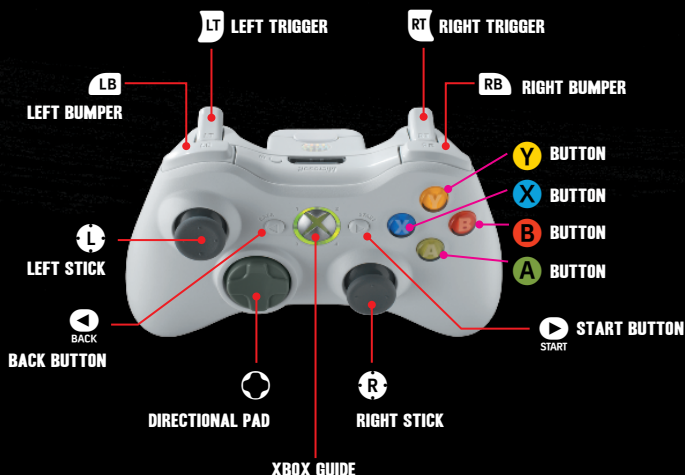 LT LEFT TRIGGER
RT RIGHT TRIGGER
LB
LEFT BUMPER
RB RIGHT BUMPER
Y BUTTON
X BUTTON
B BUTTON
A BUTTON
Y
X
B
A
L
LEFT STICK
BACK
BACK BUTTON
START BUTTON
START
DIRECTIONAL PAD
R
RIGHT STICK
XBOX GUIDE